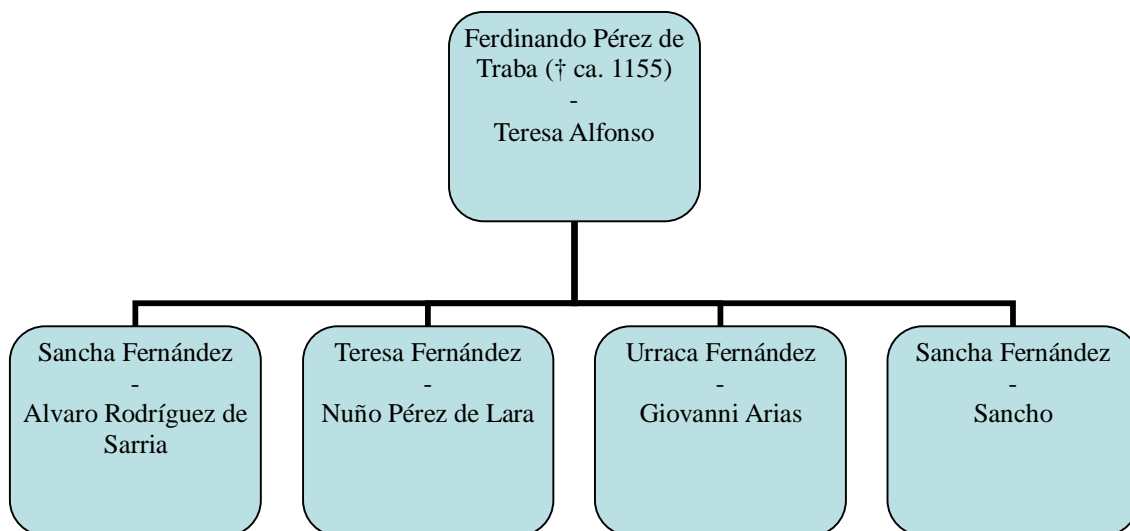 Ferdinando Pérez de
Traba († ca. 1155)
-
Teresa Alfonso
Sancha Fernández
-
Alvaro Rodríguez de
Sarria
Teresa Fernández
-
Nuño Pérez de Lara
Urraca Fernández
-
Giovanni Arias
Sancha Fernández
-
Sancho